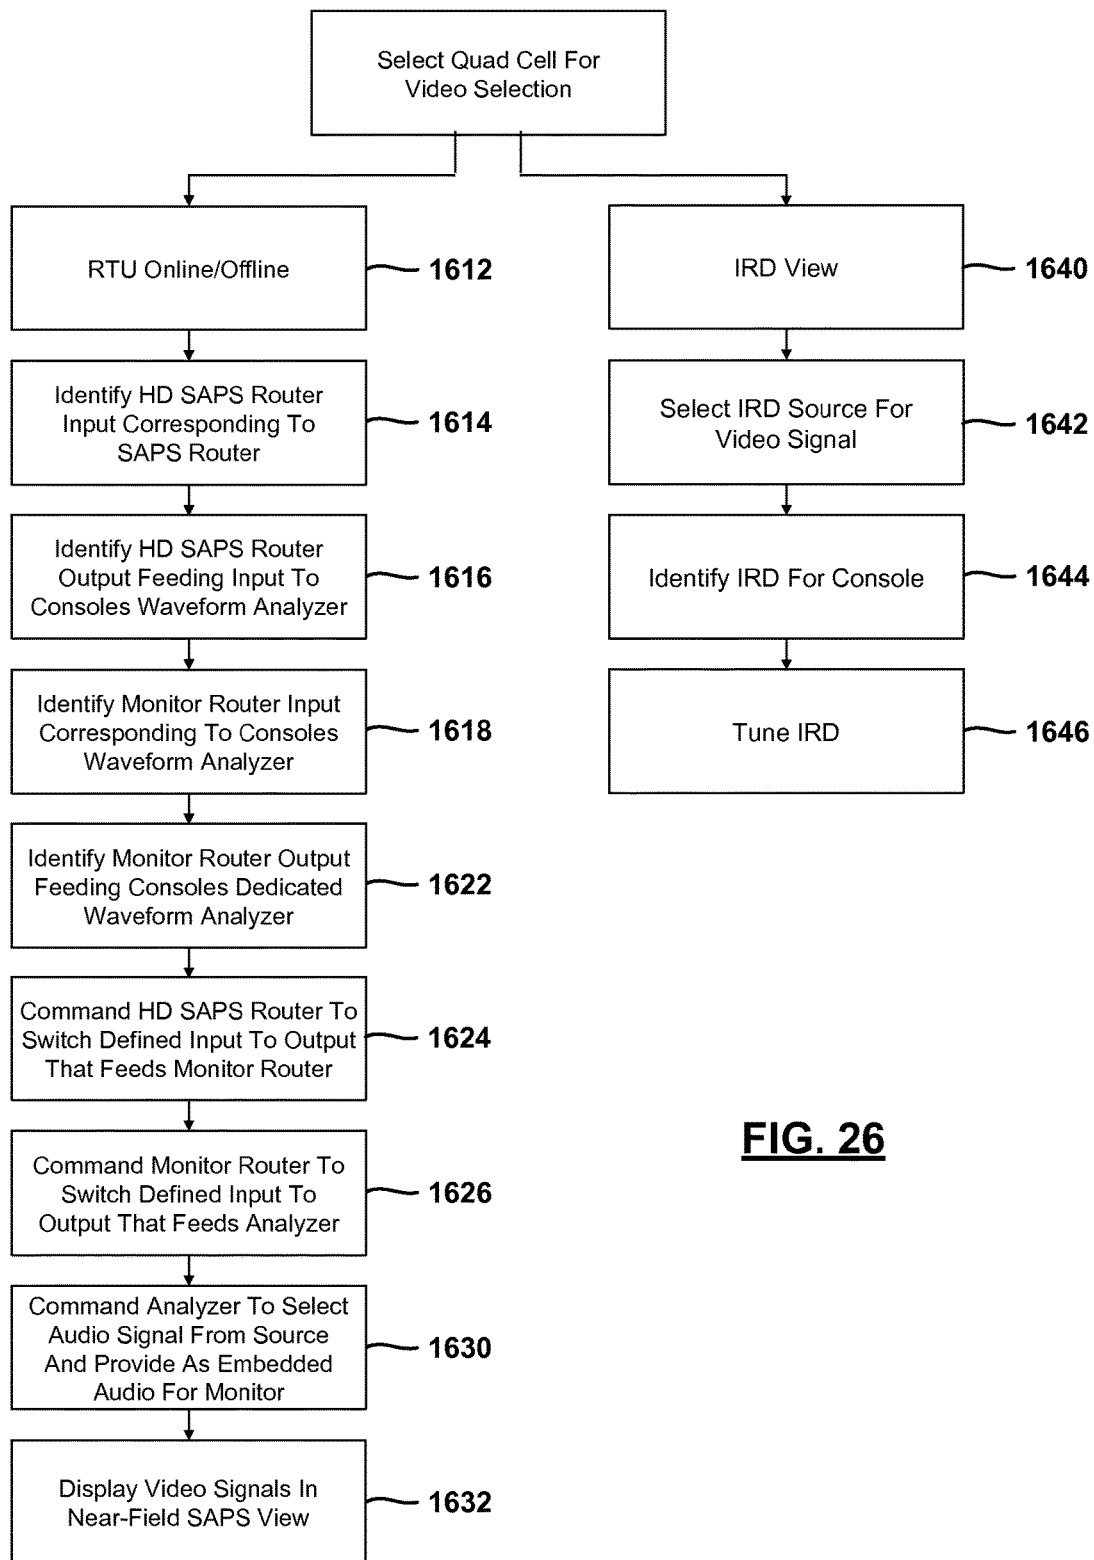 Select Quad Cell For
Video Selection
RTU Online/Offline
1612
Identify HD SAPS Router
Input Corresponding To
SAPS Router
1614
Identify HD SAPS Router
Output Feeding Input To
Consoles Waveform Analyzer
1616
Identify Monitor Router Input
Corresponding To Consoles
Waveform Analyzer
1618
Identify Monitor Router Output
Feeding Consoles Dedicated
Waveform Analyzer
1622
Command HD SAPS Router To
Switch Defined Input To Output
That Feeds Monitor Router
1624
Command Monitor Router To
Switch Defined Input To
Output That Feeds Analyzer
1626
Command Analyzer To Select
Audio Signal From Source
And Provide As Embedded
Audio For Monitor
1630
Display Video Signals In
Near-Field SAPS View
1632
IRD View
1640
Select IRD Source For
Video Signal
1642
Identify IRD For Console
1644
Tune IRD
1646
FIG. 26